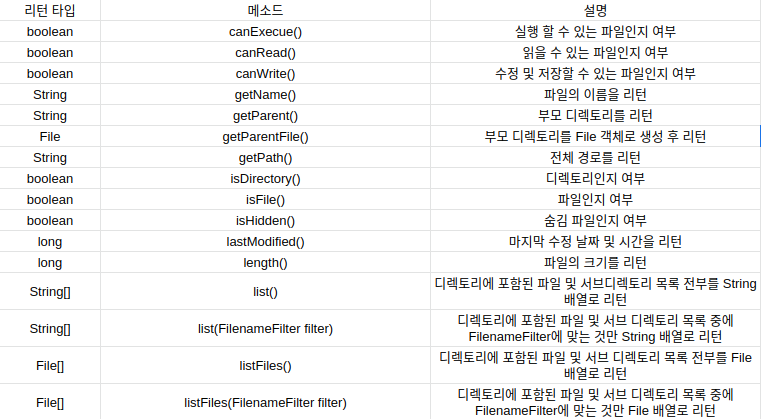 리턴 타입 메소드 설명
boolean canExecue() 실행 할 수 있는 파일인지 여부
boolean canRead() 읽을 수 있는 파일인지 여부
boolean canWrite() 수정 및 저장할 수 있는 파일인지 여부
String getName() 파일의 이름을 리턴
String getParent() 부모 디렉토리를 리턴
File getParentFile() 부모 디렉토리를 File 객체로 생성 후 리턴
String getPath() 전체 경로를 리턴
boolean isDirectory() 디렉토리인지 여부
boolean isFile() 파일인지 여부
boolean isHidden() 숨김 파일인지 여부
long lastModified() 마지막 수정 날짜 및 시간을 리턴
long length() 파일의 크기를 리턴
String[] list() 디렉토리에 포함된 파일 및 서브디렉토리 목록 전부를 String
배열로 리턴
String[] list(FilenameFilter filter) 디렉토리에 포함된 파일 및 서브 디렉토리 목록 중에
FilenameFilter에 맞는 것만 String 배열로 리턴
File[] listFiles() 디렉토리에 포함된 파일 및 서브 디렉토리 목록 전부를 File
배열로 리턴
File[] listFiles(FilenameFilter filter) 디렉토리에 포함된 파일 및 서브 디렉토리 목록 중에
FilenameFilter에 맞는 것만 File 배열로 리턴